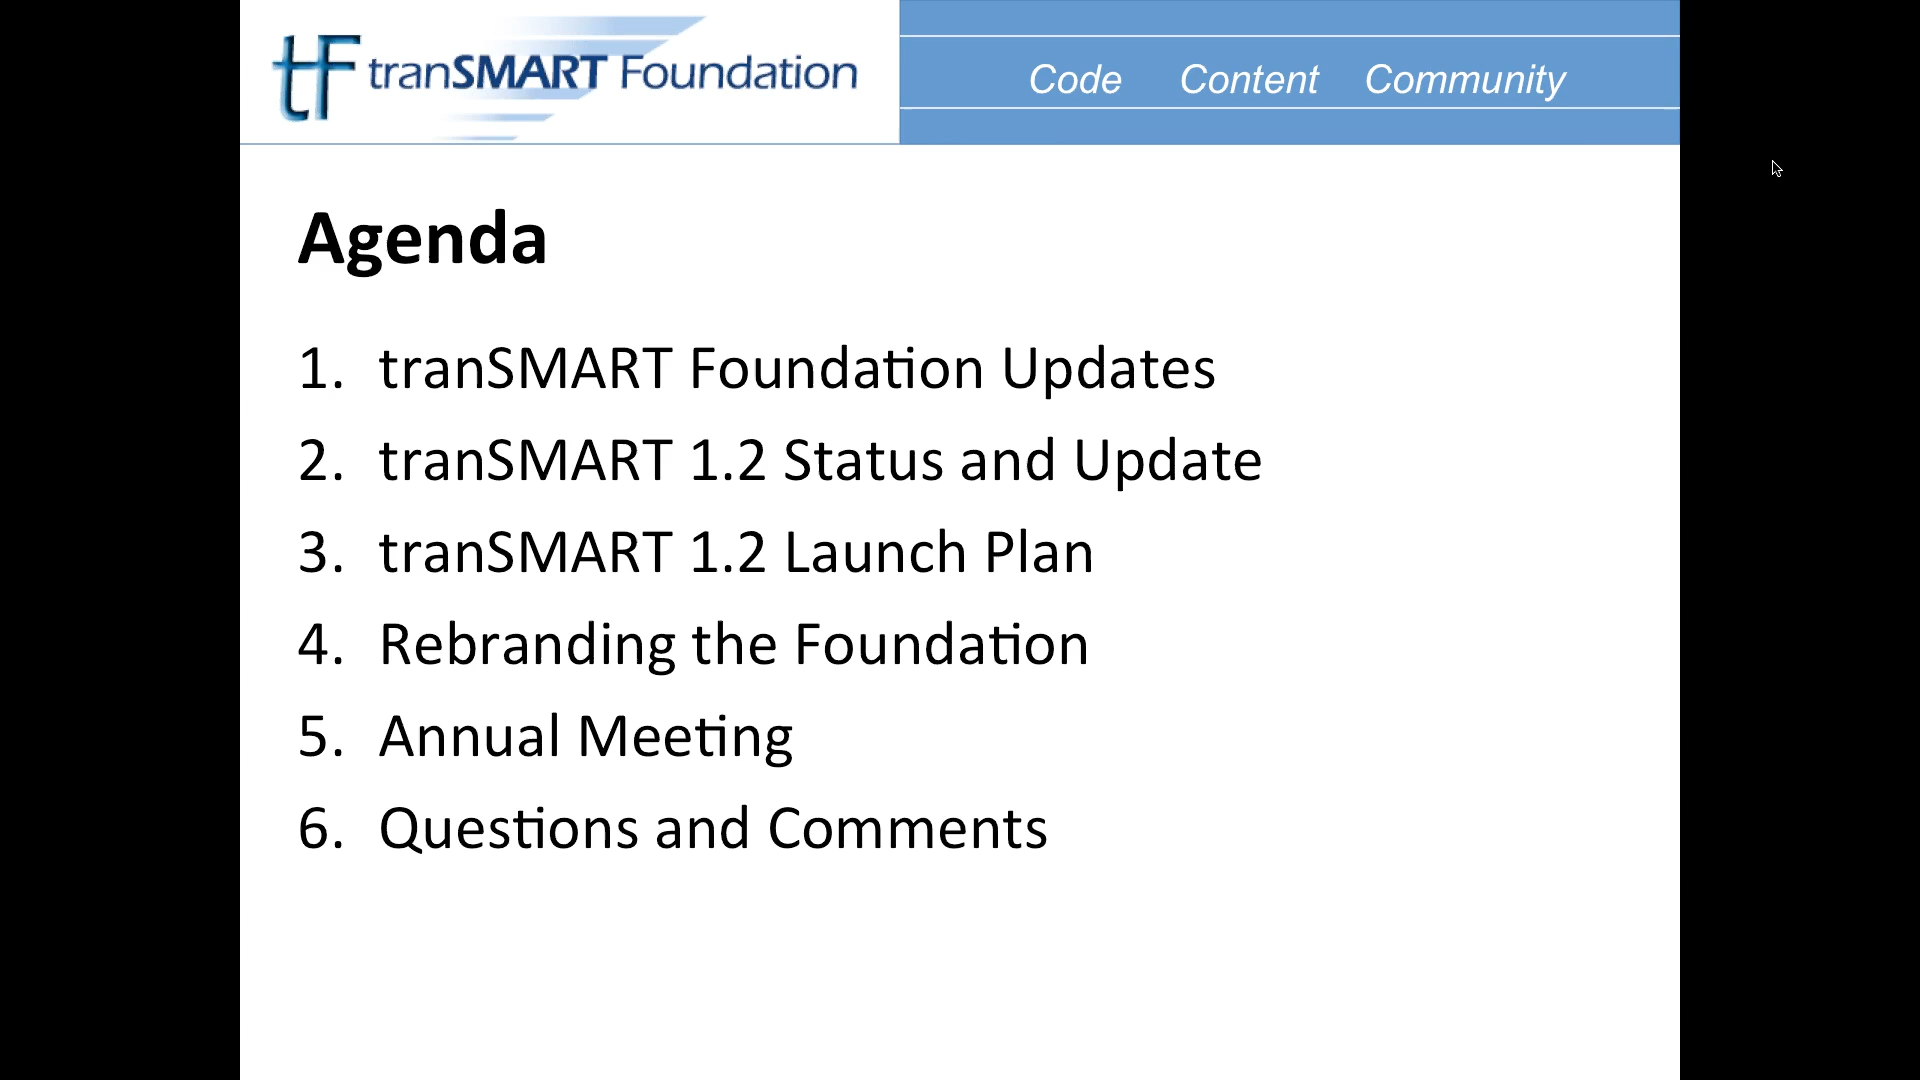 tF tranSMART Foundation
Code Content Community
Agenda
1. tranSMART Foundation Updates
2. tranSMART 1.2 Status and Update
3. tranSMART 1.2 Launch Plan
4. Rebranding the Foundation
5. Annual Meeting
6. Questions and Comments